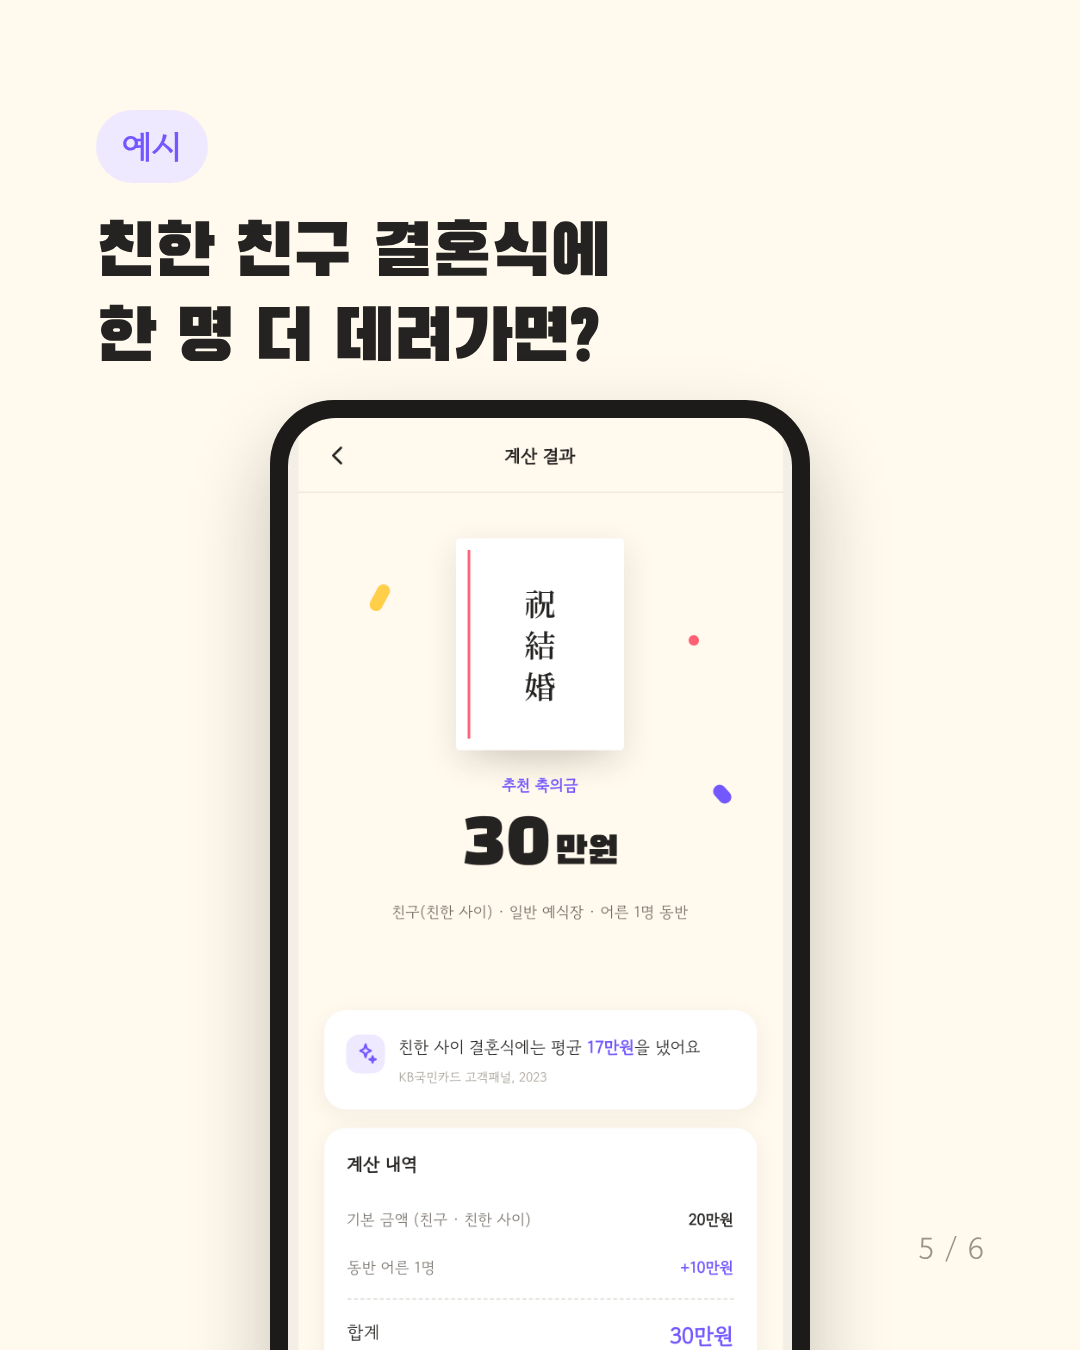 예시
친한 친구 결혼식에
한 명 더 데려가면?
계산 결과
祝
結
婚
추천 축의금
30만원
친구(친한 사이) · 일반 예식장 · 어른 1명 동반
친한 사이 결혼식에는 평균 17만원을 냈어요
KB국민카드 고객패널, 2023
계산 내역
기본 금액 (친구 · 친한 사이) 20만원
동반 어른 1명 +10만원
합계 30만원
5 / 6